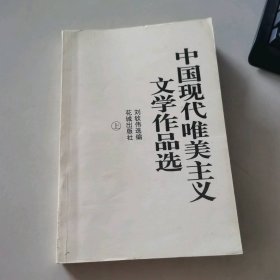 中国现代唯美主义
文学作品选
刘钦伟选编
花城出版社
上